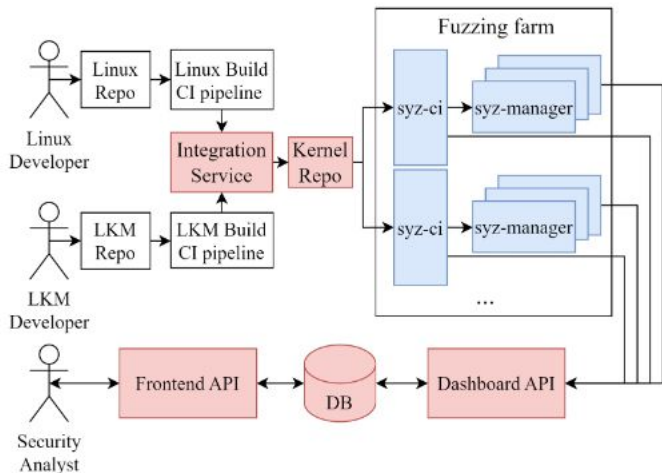 Fuzzing farm
Linux
Repo
Linux Build
CI pipeline
syz-ci
syz-manager
Linux
Developer
Integration
Service
Kernel
Repo
LKM
Repo
LKM Build
CI pipeline
syz-ci
syz-manager
LKM
Developer
...
Frontend API
DB
Dashboard API
Security
Analyst